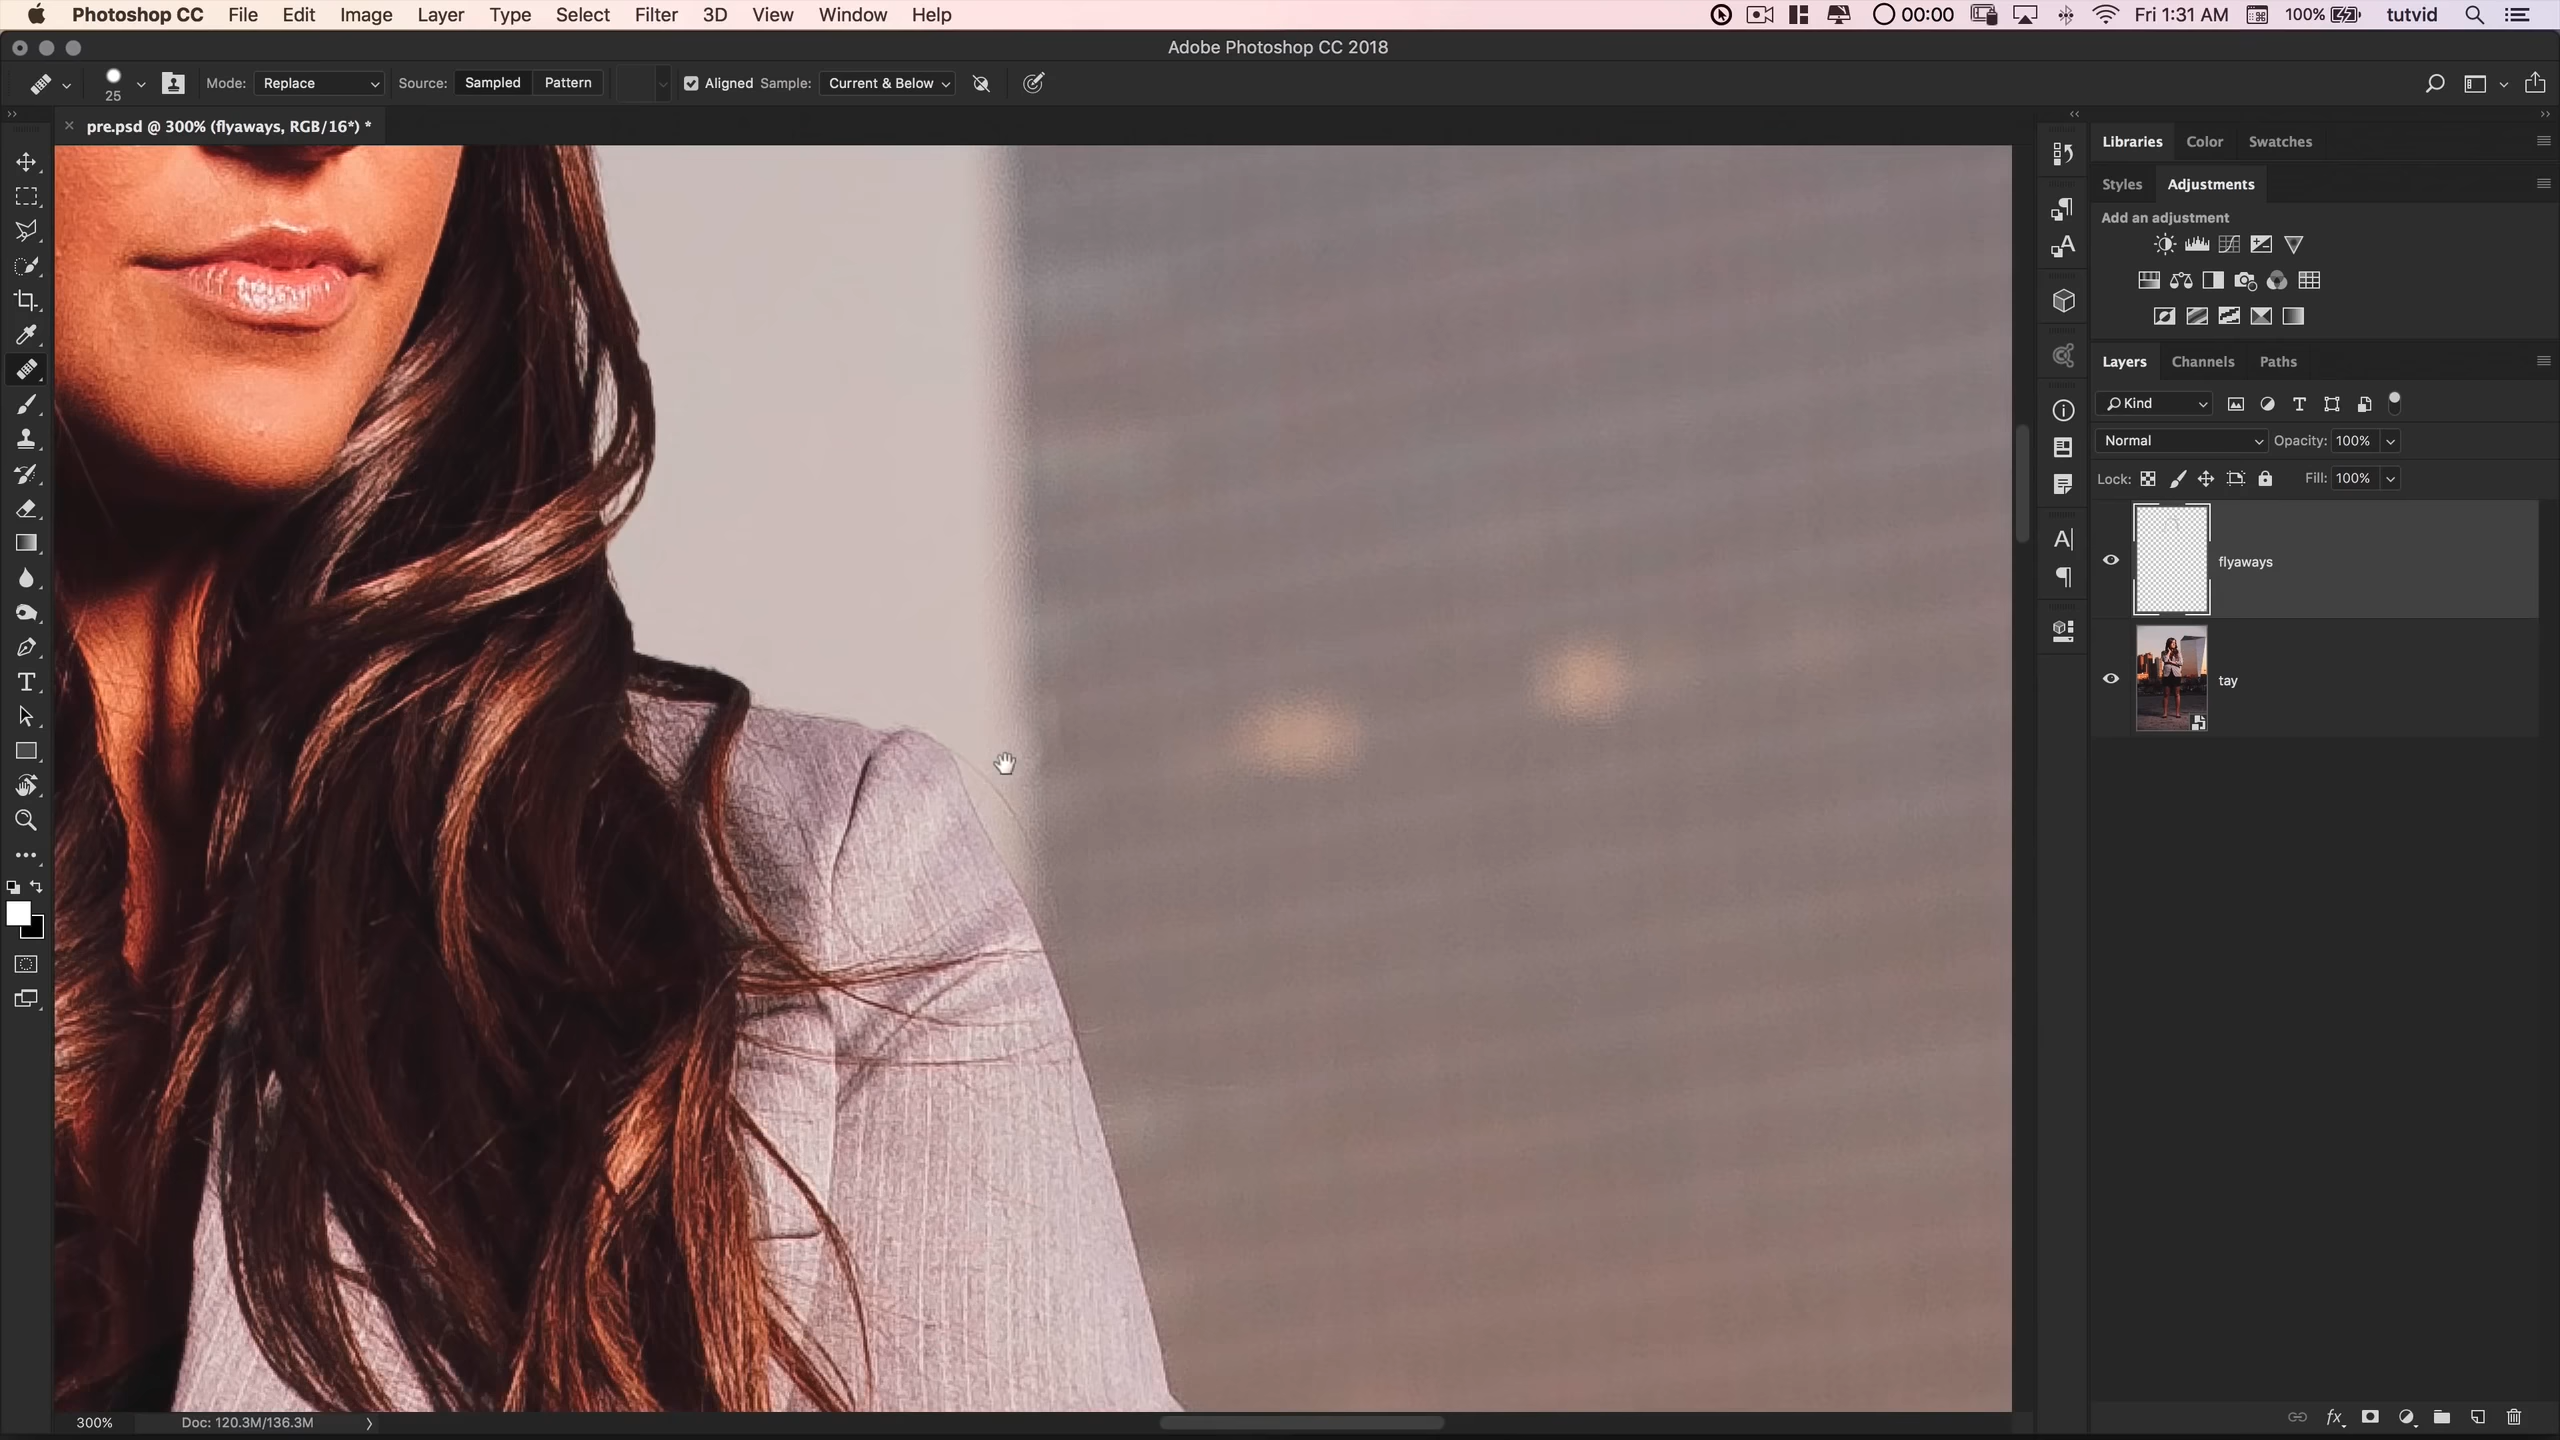 Photoshop CC File Edit Image Layer Type Select Filter 3D View Window Help 00:00 Fri 1:31 AM 100% tutvid
Adobe Photoshop CC 2018
25 Mode: Replace Source: Sampled Pattern Aligned Sample: Current & Below
pre.psd @ 300% (flyaways, RGB/16*) *
Libraries Color Swatches
Styles Adjustments
Add an adjustment
Layers Channels Paths
Kind
Normal Opacity: 100%
Lock: Fill: 100%
flyaways
tay
300% Doc: 120.3M/136.3M